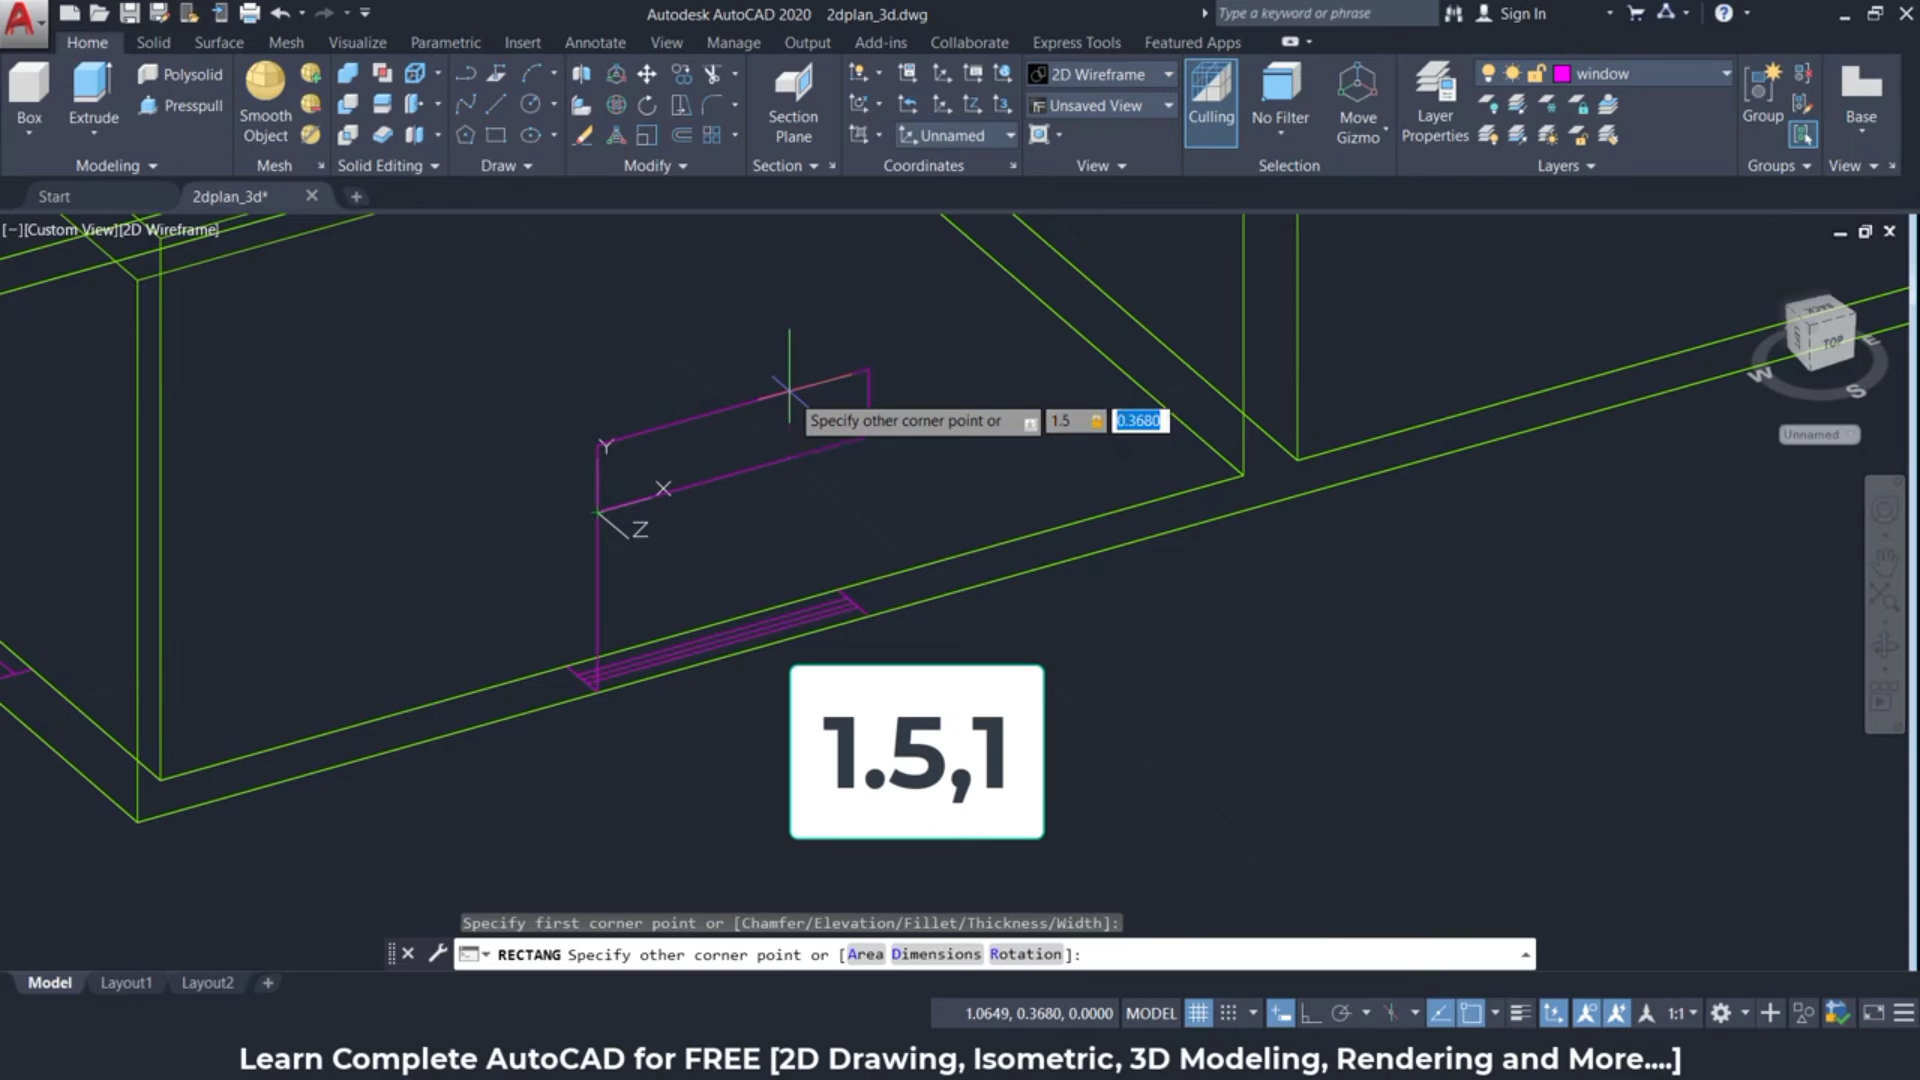 Autodesk AutoCAD 2020 2dplan_3d.dwg
Type a keyword or phrase
Sign In
Home Solid Surface Mesh Visualize Parametric Insert Annotate View Manage Output Add-ins Collaborate Express Tools Featured Apps
Box
Extrude
Polysolid
Presspull
Smooth
Object
Section
Plane
2D Wireframe
Unsaved View
Unnamed
Culling
No Filter
Move
Gizmo
Layer
Properties
window
Group
Base
Modeling Mesh Solid Editing Draw Modify Section Coordinates View Selection Layers Groups View
Start 2dplan_3d*
[−][Custom View][2D Wireframe]
BACK
LEFT
TOP
W
E
S
Unnamed
Specify other corner point or 1.5 0.3680
Y
X
Z
1.5,1
Specify first corner point or [Chamfer/Elevation/Fillet/Thickness/Width]:
RECTANG Specify other corner point or [Area Dimensions Rotation]:
Model Layout1 Layout2
1.0649, 0.3680, 0.0000 MODEL 1:1
Learn Complete AutoCAD for FREE [2D Drawing, Isometric, 3D Modeling, Rendering and More....]